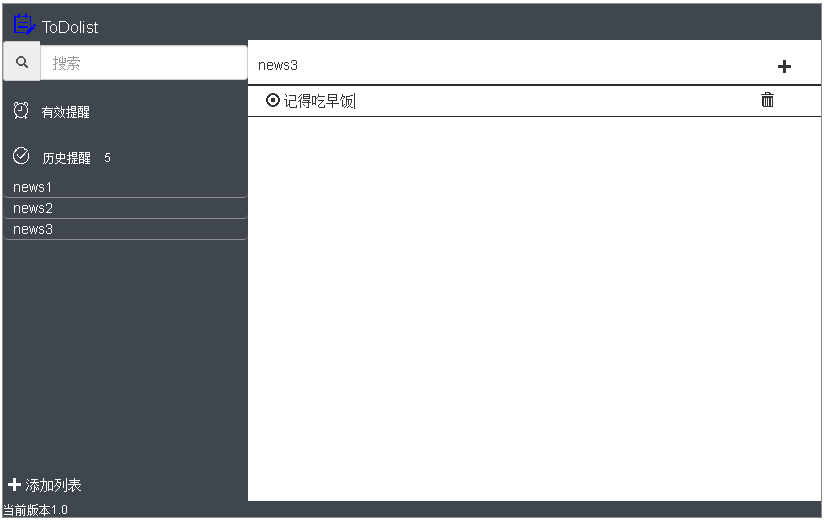 ToDolist
搜索
有效提醒
历史提醒 5
news1
news2
news3
添加列表
当前版本1.0
news3
记得吃早饭